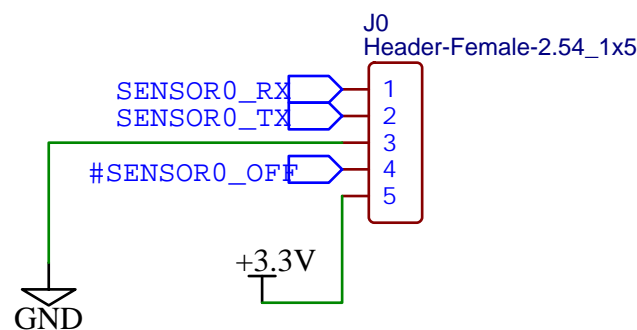 J0
Header-Female-2.54_1x5
SENSOR0_RX
1
SENSOR0_TX
2
3
#SENSOR0_OFF
4
5
+3.3V
GND